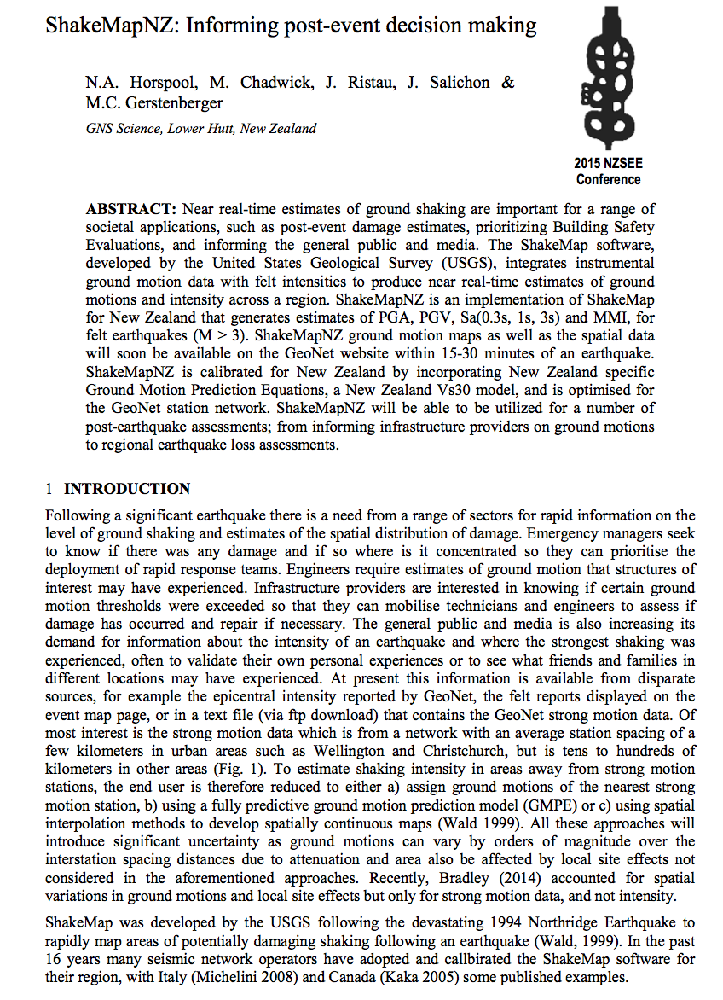 ShakeMapNZ: Informing post-event decision making
N.A. Horspool, M. Chadwick, J. Ristau, J. Salichon &
M.C. Gerstenberger
GNS Science, Lower Hutt, New Zealand
2015 NZSEE
Conference
ABSTRACT: Near real-time estimates of ground shaking are important for a range of
societal applications, such as post-event damage estimates, prioritizing Building Safety
Evaluations, and informing the general public and media. The ShakeMap software,
developed by the United States Geological Survey (USGS), integrates instrumental
ground motion data with felt intensities to produce near real-time estimates of ground
motions and intensity across a region. ShakeMapNZ is an implementation of ShakeMap
for New Zealand that generates estimates of PGA, PGV, Sa(0.3s, 1s, 3s) and MMI, for
felt earthquakes (M > 3). ShakeMapNZ ground motion maps as well as the spatial data
will soon be available on the GeoNet website within 15-30 minutes of an earthquake.
ShakeMapNZ is calibrated for New Zealand by incorporating New Zealand specific
Ground Motion Prediction Equations, a New Zealand Vs30 model, and is optimised for
the GeoNet station network. ShakeMapNZ will be able to be utilized for a number of
post-earthquake assessments; from informing infrastructure providers on ground motions
to regional earthquake loss assessments.
1 INTRODUCTION
Following a significant earthquake there is a need from a range of sectors for rapid information on the
level of ground shaking and estimates of the spatial distribution of damage. Emergency managers seek
to know if there was any damage and if so where is it concentrated so they can prioritise the
deployment of rapid response teams. Engineers require estimates of ground motion that structures of
interest may have experienced. Infrastructure providers are interested in knowing if certain ground
motion thresholds were exceeded so that they can mobilise technicians and engineers to assess if
damage has occurred and repair if necessary. The general public and media is also increasing its
demand for information about the intensity of an earthquake and where the strongest shaking was
experienced, often to validate their own personal experiences or to see what friends and families in
different locations may have experienced. At present this information is available from disparate
sources, for example the epicentral intensity reported by GeoNet, the felt reports displayed on the
event map page, or in a text file (via ftp download) that contains the GeoNet strong motion data. Of
most interest is the strong motion data which is from a network with an average station spacing of a
few kilometers in urban areas such as Wellington and Christchurch, but is tens to hundreds of
kilometers in other areas (Fig. 1). To estimate shaking intensity in areas away from strong motion
stations, the end user is therefore reduced to either a) assign ground motions of the nearest strong
motion station, b) using a fully predictive ground motion prediction model (GMPE) or c) using spatial
interpolation methods to develop spatially continuous maps (Wald 1999). All these approaches will
introduce significant uncertainty as ground motions can vary by orders of magnitude over the
interstation spacing distances due to attenuation and area also be affected by local site effects not
considered in the aforementioned approaches. Recently, Bradley (2014) accounted for spatial
variations in ground motions and local site effects but only for strong motion data, and not intensity.
ShakeMap was developed by the USGS following the devastating 1994 Northridge Earthquake to
rapidly map areas of potentially damaging shaking following an earthquake (Wald, 1999). In the past
16 years many seismic network operators have adopted and callbirated the ShakeMap software for
their region, with Italy (Michelini 2008) and Canada (Kaka 2005) some published examples.